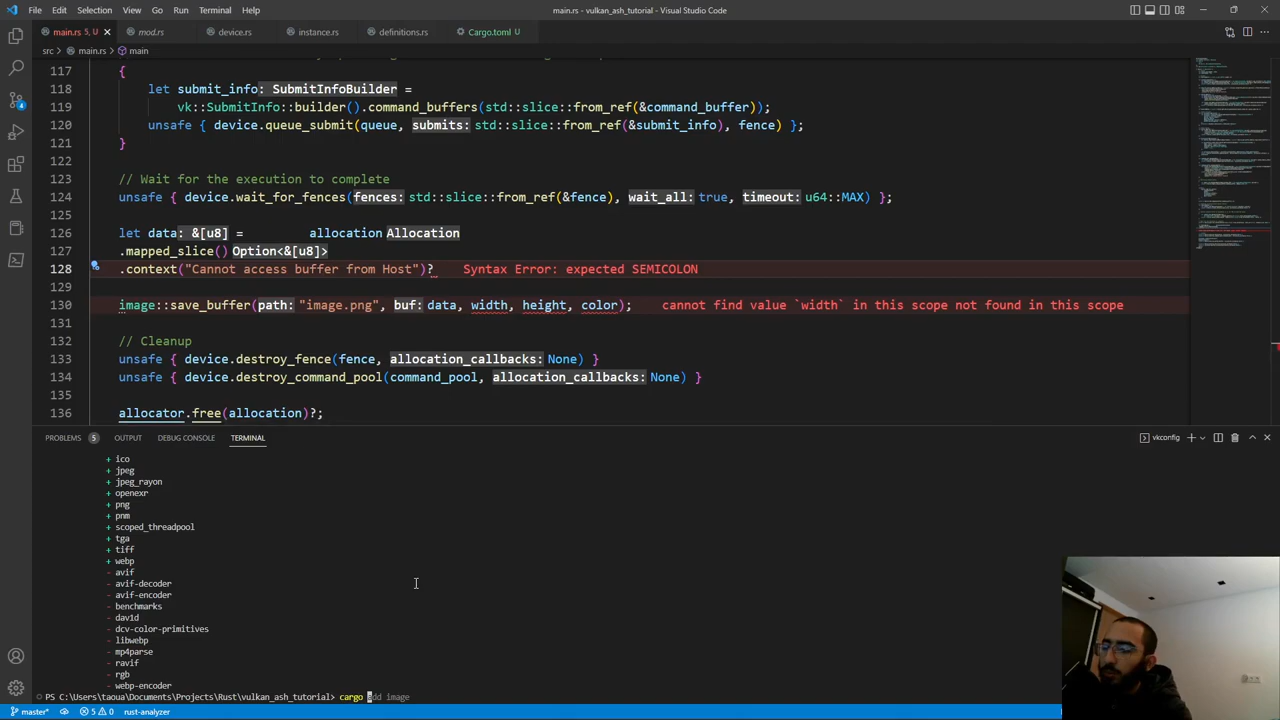 File Edit Selection View Go Run Terminal Help
main.rs - vulkan_ash_tutorial - Visual Studio Code
main.rs 5, U
mod.rs
device.rs
instance.rs
definitions.rs
Cargo.toml U
src > main.rs > main
117 {
118 let submit_info: SubmitInfoBuilder =
119 vk::SubmitInfo::builder().command_buffers(std::slice::from_ref(&command_buffer));
120 unsafe { device.queue_submit(queue, submits: std::slice::from_ref(&submit_info), fence) };
121 }
122
123 // Wait for the execution to complete
124 unsafe { device.wait_for_fences(fences: std::slice::from_ref(&fence), wait_all: true, timeout: u64::MAX) };
125
126 let data: &[u8] = allocation Allocation
127 .mapped_slice() Option<&[u8]>
128 .context("Cannot access buffer from Host")? Syntax Error: expected SEMICOLON
129
130 image::save_buffer(path: "image.png", buf: data, width, height, color); cannot find value `width` in this scope not found in this scope
131
132 // Cleanup
133 unsafe { device.destroy_fence(fence, allocation_callbacks: None) }
134 unsafe { device.destroy_command_pool(command_pool, allocation_callbacks: None) }
135
136 allocator.free(allocation)?;
PROBLEMS 5 OUTPUT DEBUG CONSOLE TERMINAL
vkconfig
+ ico
+ jpeg
+ jpeg_rayon
+ openexr
+ png
+ pnm
+ scoped_threadpool
+ tga
+ tiff
+ webp
- avif
- avif-decoder
- avif-encoder
- benchmarks
- dav1d
- dcv-color-primitives
- libwebp
- mp4parse
- ravif
- rgb
- webp-encoder
PS C:\Users\taoua\Documents\Projects\Rust\vulkan_ash_tutorial> cargo add image
master* 5 0 rust-analyzer